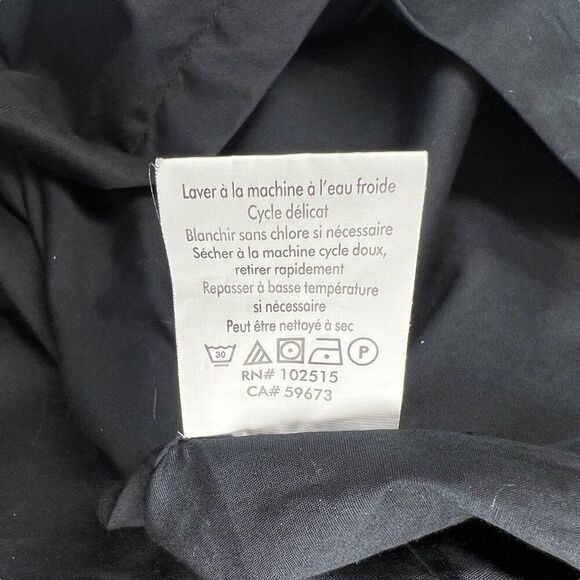 Laver à la machine à l'eau froide
Cycle délicat
Blanchir sans chlore si nécessaire
Sécher à la machine cycle doux,
retirer rapidement
Repasser à basse température
si nécessaire
Peut être nettoyé à sec
30 P
RN# 102515
CA# 59673